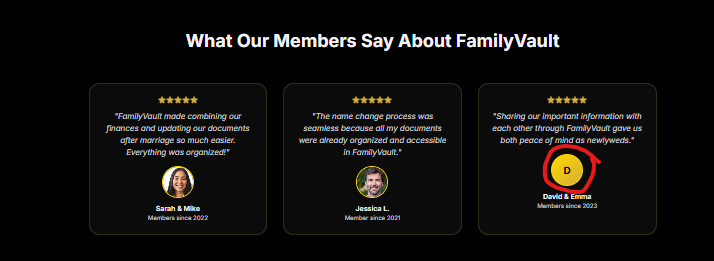 What Our Members Say About FamilyVault
"FamilyVault made combining our
finances and updating our documents
after marriage so much easier.
Everything was organized!"
Sarah & Mike
Members since 2022
"The name change process was
seamless because all my documents
were already organized and accessible
in FamilyVault."
Jessica L.
Member since 2021
"Sharing our important information with
each other through FamilyVault gave us
both peace of mind as newlyweds."
D
David & Emma
Members since 2023